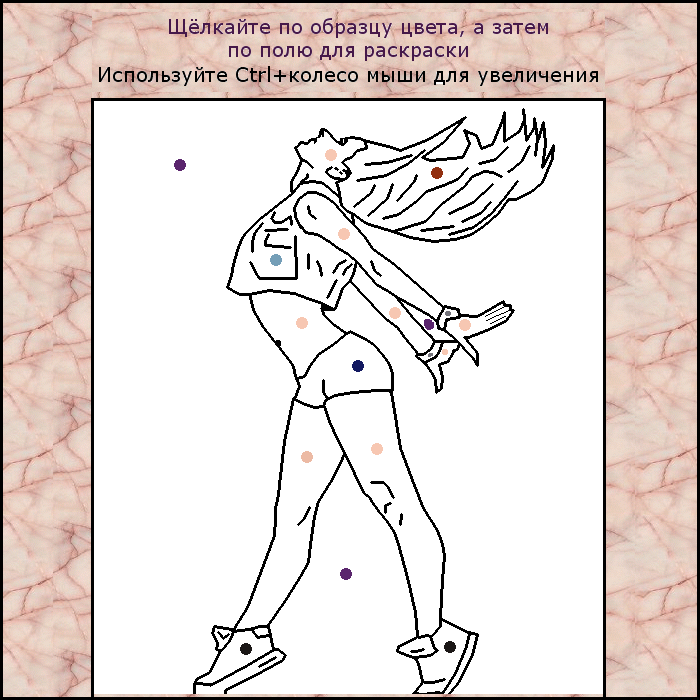 Щёлкайте по образцу цвета, а затем
по полю для раскраски
Используйте Ctrl+колесо мыши для увеличения